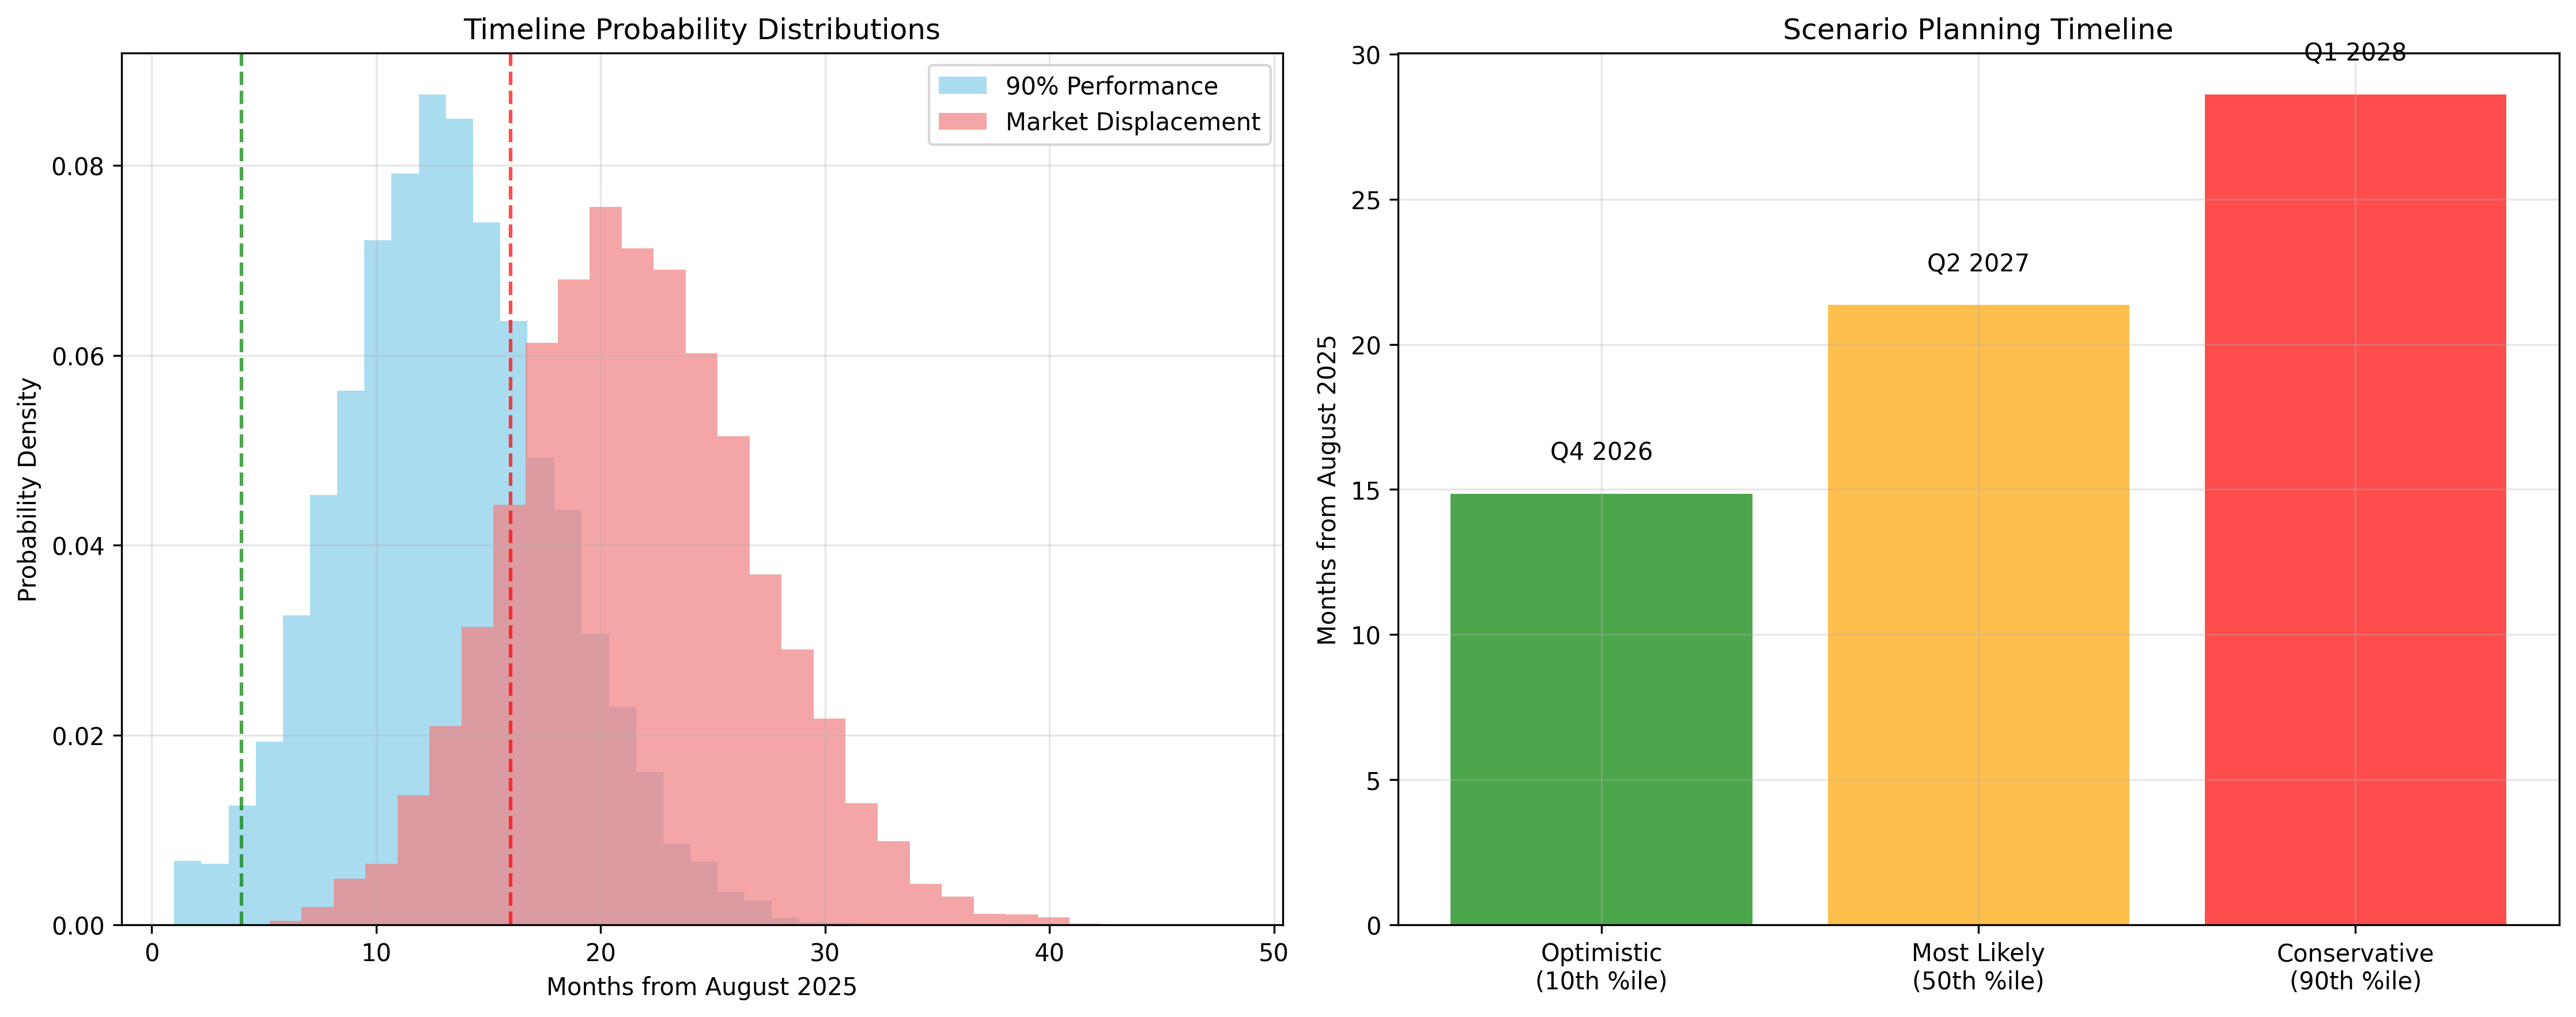 Timeline Probability Distributions
90% Performance
Market Displacement
Probability Density
0.08
0.06
0.04
0.02
0.00
0
10
20
30
40
50
Months from August 2025
Scenario Planning Timeline
Months from August 2025
30
25
20
15
10
5
0
Q4 2026
Q2 2027
Q1 2028
Optimistic
(10th %ile)
Most Likely
(50th %ile)
Conservative
(90th %ile)